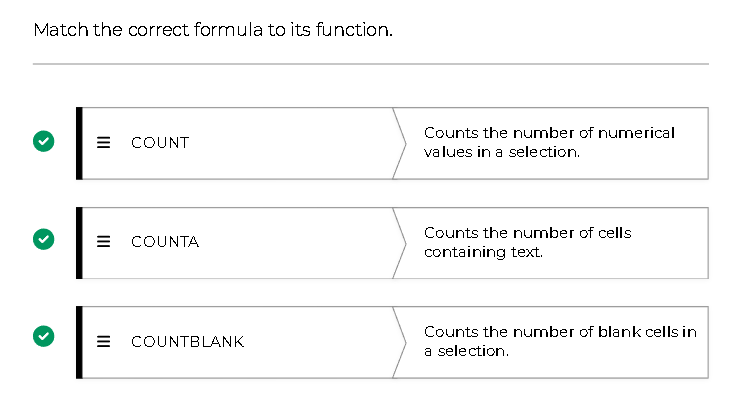 Match the correct formula to its function.
COUNT
Counts the number of numerical
values in a selection.
COUNTA
Counts the number of cells
containing text.
COUNTBLANK
Counts the number of blank cells in
a selection.